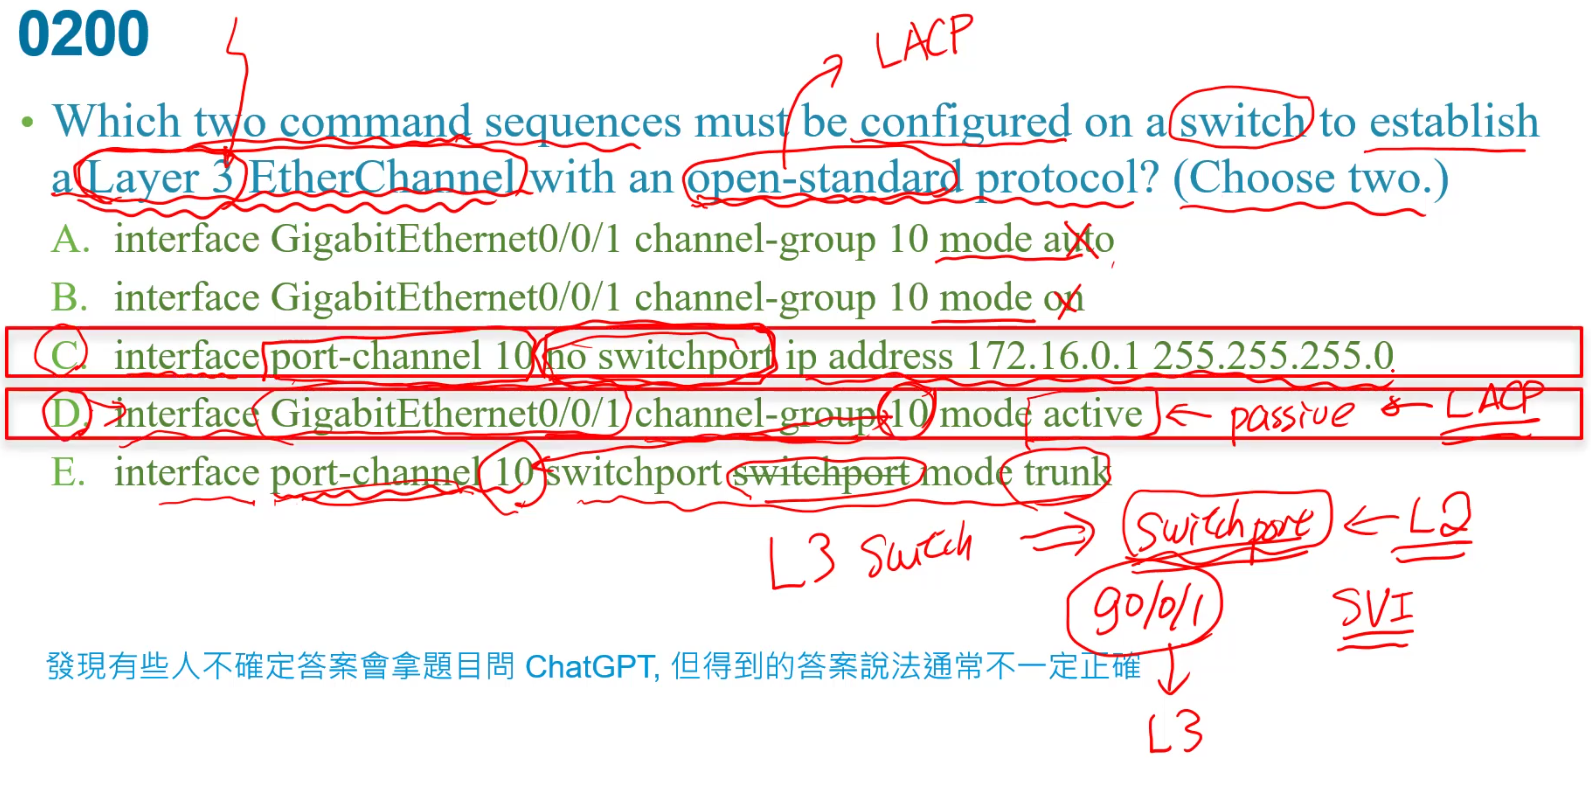 0200
LACP
• Which two command sequences must be configured on a switch to establish
a Layer 3 EtherChannel with an open-standard protocol? (Choose two.)
A. interface GigabitEthernet0/0/1 channel-group 10 mode auto
B. interface GigabitEthernet0/0/1 channel-group 10 mode on
C. interface port-channel 10 no switchport ip address 172.16.0.1 255.255.255.0
D. interface GigabitEthernet0/0/1 channel-group 10 mode active ← passive ← LACP
E. interface port-channel 10 switchport switchport mode trunk
L3 Switch ⇒ Switchport ← L2
g0/0/1 SVI
發現有些人不確定答案會拿題目問 ChatGPT, 但得到的答案說法通常不一定正確
L3